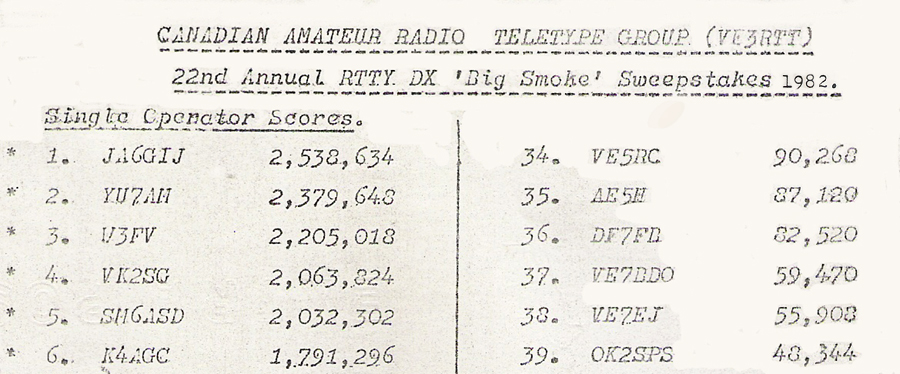 CANADIAN AMATEUR RADIO TELETYPE GROUP (VE3RTT)
22nd Annual RTTY DX 'Big Smoke' Sweepstakes 1982.
Single Operator Scores.
* 1. JA6GIJ 2,538,634
* 2. YU7AM 2,379,648
* 3. W3FV 2,205,018
* 4. VK2SG 2,063,824
* 5. SM6ASD 2,032,302
* 6. K4AGC 1,791,296
34. VE5RC 90,268
35. AE5H 87,120
36. 82,520
37. VE7BDO 59,470
38. VE7EJ 55,908
39. OK2SPS 48,344